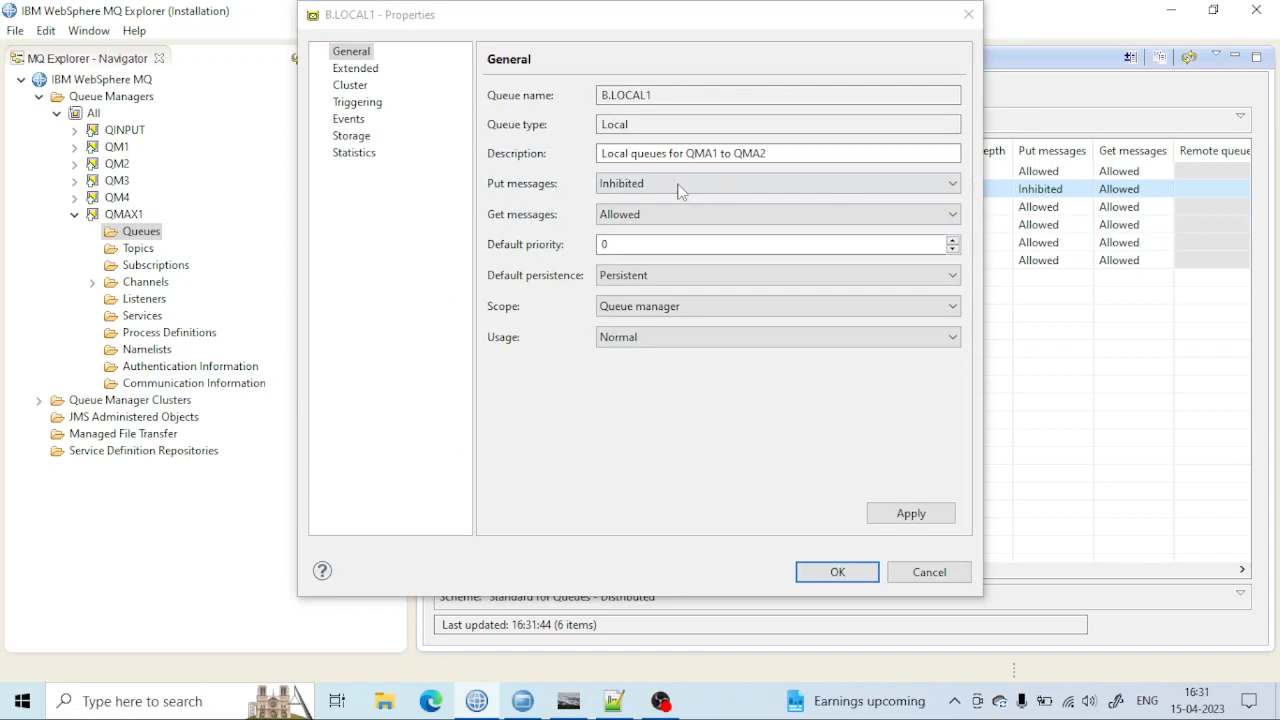 IBM WebSphere MQ Explorer (Installation)
File Edit Window Help
MQ Explorer - Navigator
IBM WebSphere MQ
Queue Managers
All
QINPUT
QM1
QM2
QM3
QM4
QMAX1
Queues
Topics
Subscriptions
Channels
Listeners
Services
Process Definitions
Namelists
Authentication Information
Communication Information
Queue Manager Clusters
JMS Administered Objects
Managed File Transfer
Service Definition Repositories
B.LOCAL1 - Properties
General
Extended
Cluster
Triggering
Events
Storage
Statistics
General
Queue name: B.LOCAL1
Queue type: Local
Description: Local queues for QMA1 to QMA2
Put messages: Inhibited
Get messages: Allowed
Default priority: 0
Default persistence: Persistent
Scope: Queue manager
Usage: Normal
Apply
?
OK Cancel
epth Put messages Get messages Remote queue
Allowed Allowed
Inhibited Allowed
Allowed Allowed
Allowed Allowed
Allowed Allowed
Allowed Allowed
Scheme: Standard for Queues - Distributed
Last updated: 16:31:44 (6 items)
Type here to search
Earnings upcoming
ENG
16:31
15-04-2023